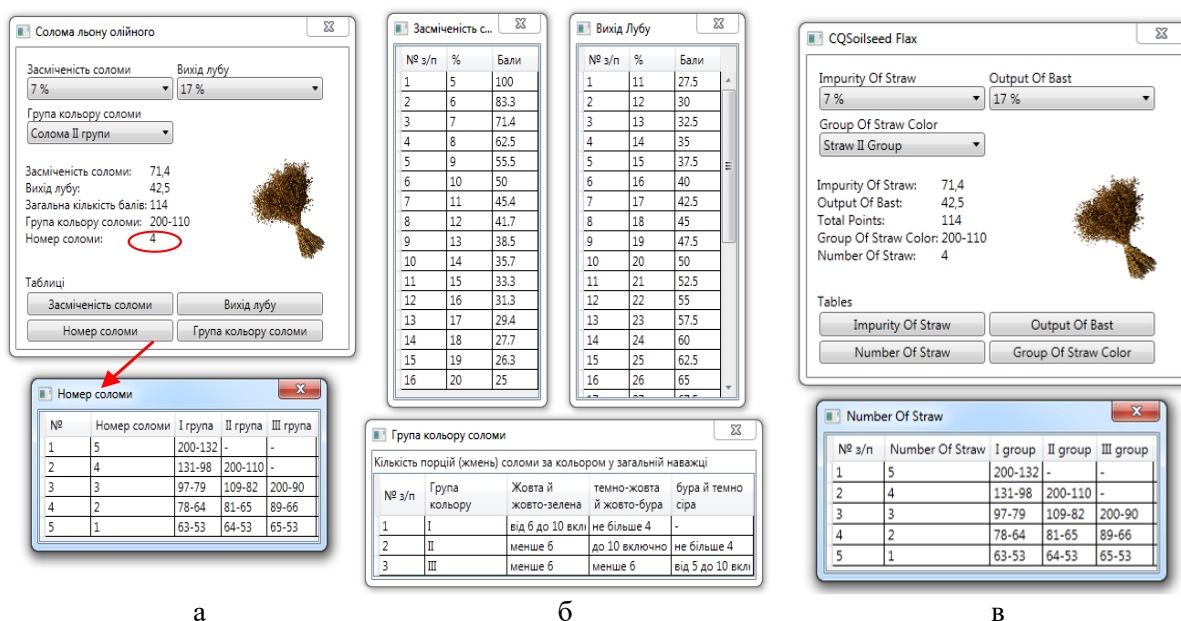 Солома льону олійного
Засміченість соломи Вихід лубу
7 % 17 %
Група кольору соломи
Солома II групи
Засміченість соломи: 71,4
Вихід лубу: 42,5
Загальна кількість балів: 114
Група кольору соломи: 200-110
Номер соломи: 4
Таблиці
Засміченість соломи Вихід лубу
Номер соломи Група кольору соломи
Номер соломи
№ Номер соломи I група II група III група
1 5 200-132 - -
2 4 131-98 200-110 -
3 3 97-79 109-82 200-90
4 2 78-64 81-65 89-66
5 1 63-53 64-53 65-53
а
Засміченість с...
№ з/п % Бали
1 5 100
2 6 83.3
3 7 71.4
4 8 62.5
5 9 55.5
6 10 50
7 11 45.4
8 12 41.7
9 13 38.5
10 14 35.7
11 15 33.3
12 16 31.3
13 17 29.4
14 18 27.7
15 19 26.3
16 20 25
Вихід Лубу
№ з/п % Бали
1 11 27.5
2 12 30
3 13 32.5
4 14 35
5 15 37.5
6 16 40
7 17 42.5
8 18 45
9 19 47.5
10 20 50
11 21 52.5
12 22 55
13 23 57.5
14 24 60
15 25 62.5
16 26 65
Група кольору соломи
Кількість порцій (жмень) соломи за кольором у загальній наважці
№ з/п Група кольору Жовта й жовто-зелена темно-жовта й жовто-бура бура й темно сіра
1 I від 6 до 10 вклі не більше 4 -
2 II менше 6 до 10 включно не більше 4
3 III менше 6 менше 6 від 5 до 10 вклі
б
CQSoilseed Flax
Impurity Of Straw Output Of Bast
7 % 17 %
Group Of Straw Color
Straw II Group
Impurity Of Straw: 71,4
Output Of Bast: 42,5
Total Points: 114
Group Of Straw Color: 200-110
Number Of Straw: 4
Tables
Impurity Of Straw Output Of Bast
Number Of Straw Group Of Straw Color
Number Of Straw
№ з/п Number Of Straw I group II group III group
1 5 200-132 - -
2 4 131-98 200-110 -
3 3 97-79 109-82 200-90
4 2 78-64 81-65 89-66
5 1 63-53 64-53 65-53
в